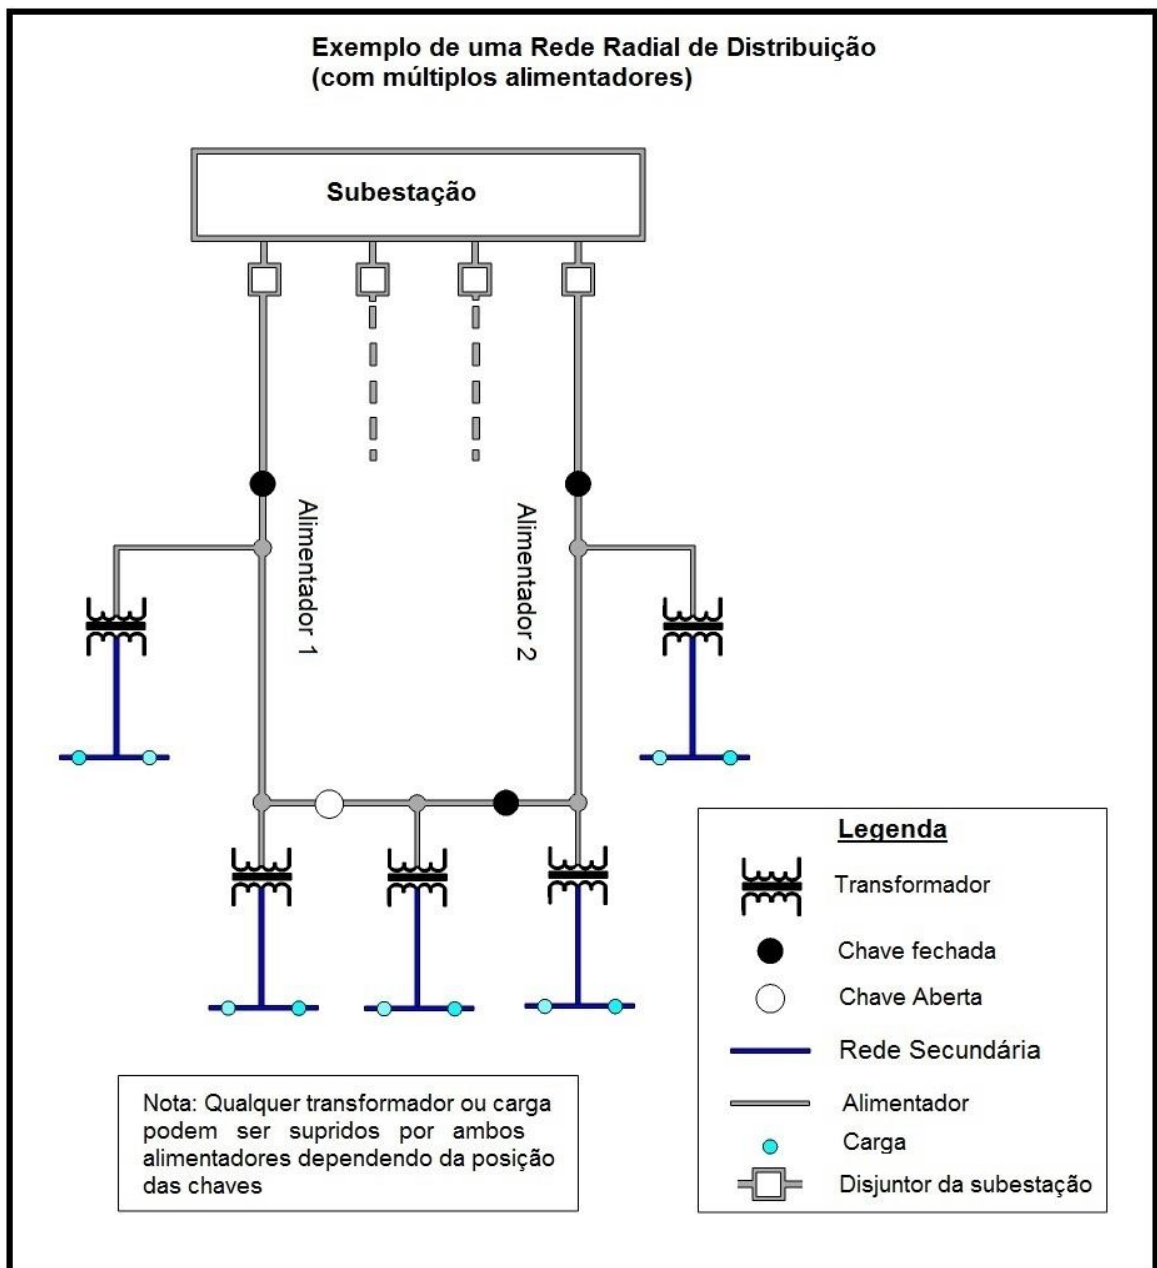 Exemplo de uma Rede Radial de Distribuição
(com múltiplos alimentadores)
Subestação
Alimentador 1
Alimentador 2
Legenda
Transformador
Chave fechada
Chave Aberta
Rede Secundária
Alimentador
Carga
Disjuntor da subestação
Nota: Qualquer transformador ou carga
podem ser supridos por ambos
alimentadores dependendo da posição
das chaves